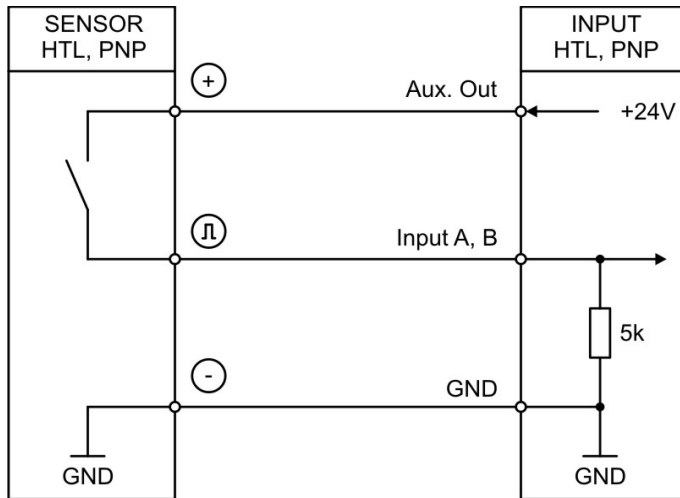 SENSOR
HTL, PNP
INPUT
HTL, PNP
+
Aux. Out
+24V
Input A, B
5k
-
GND
GND
GND